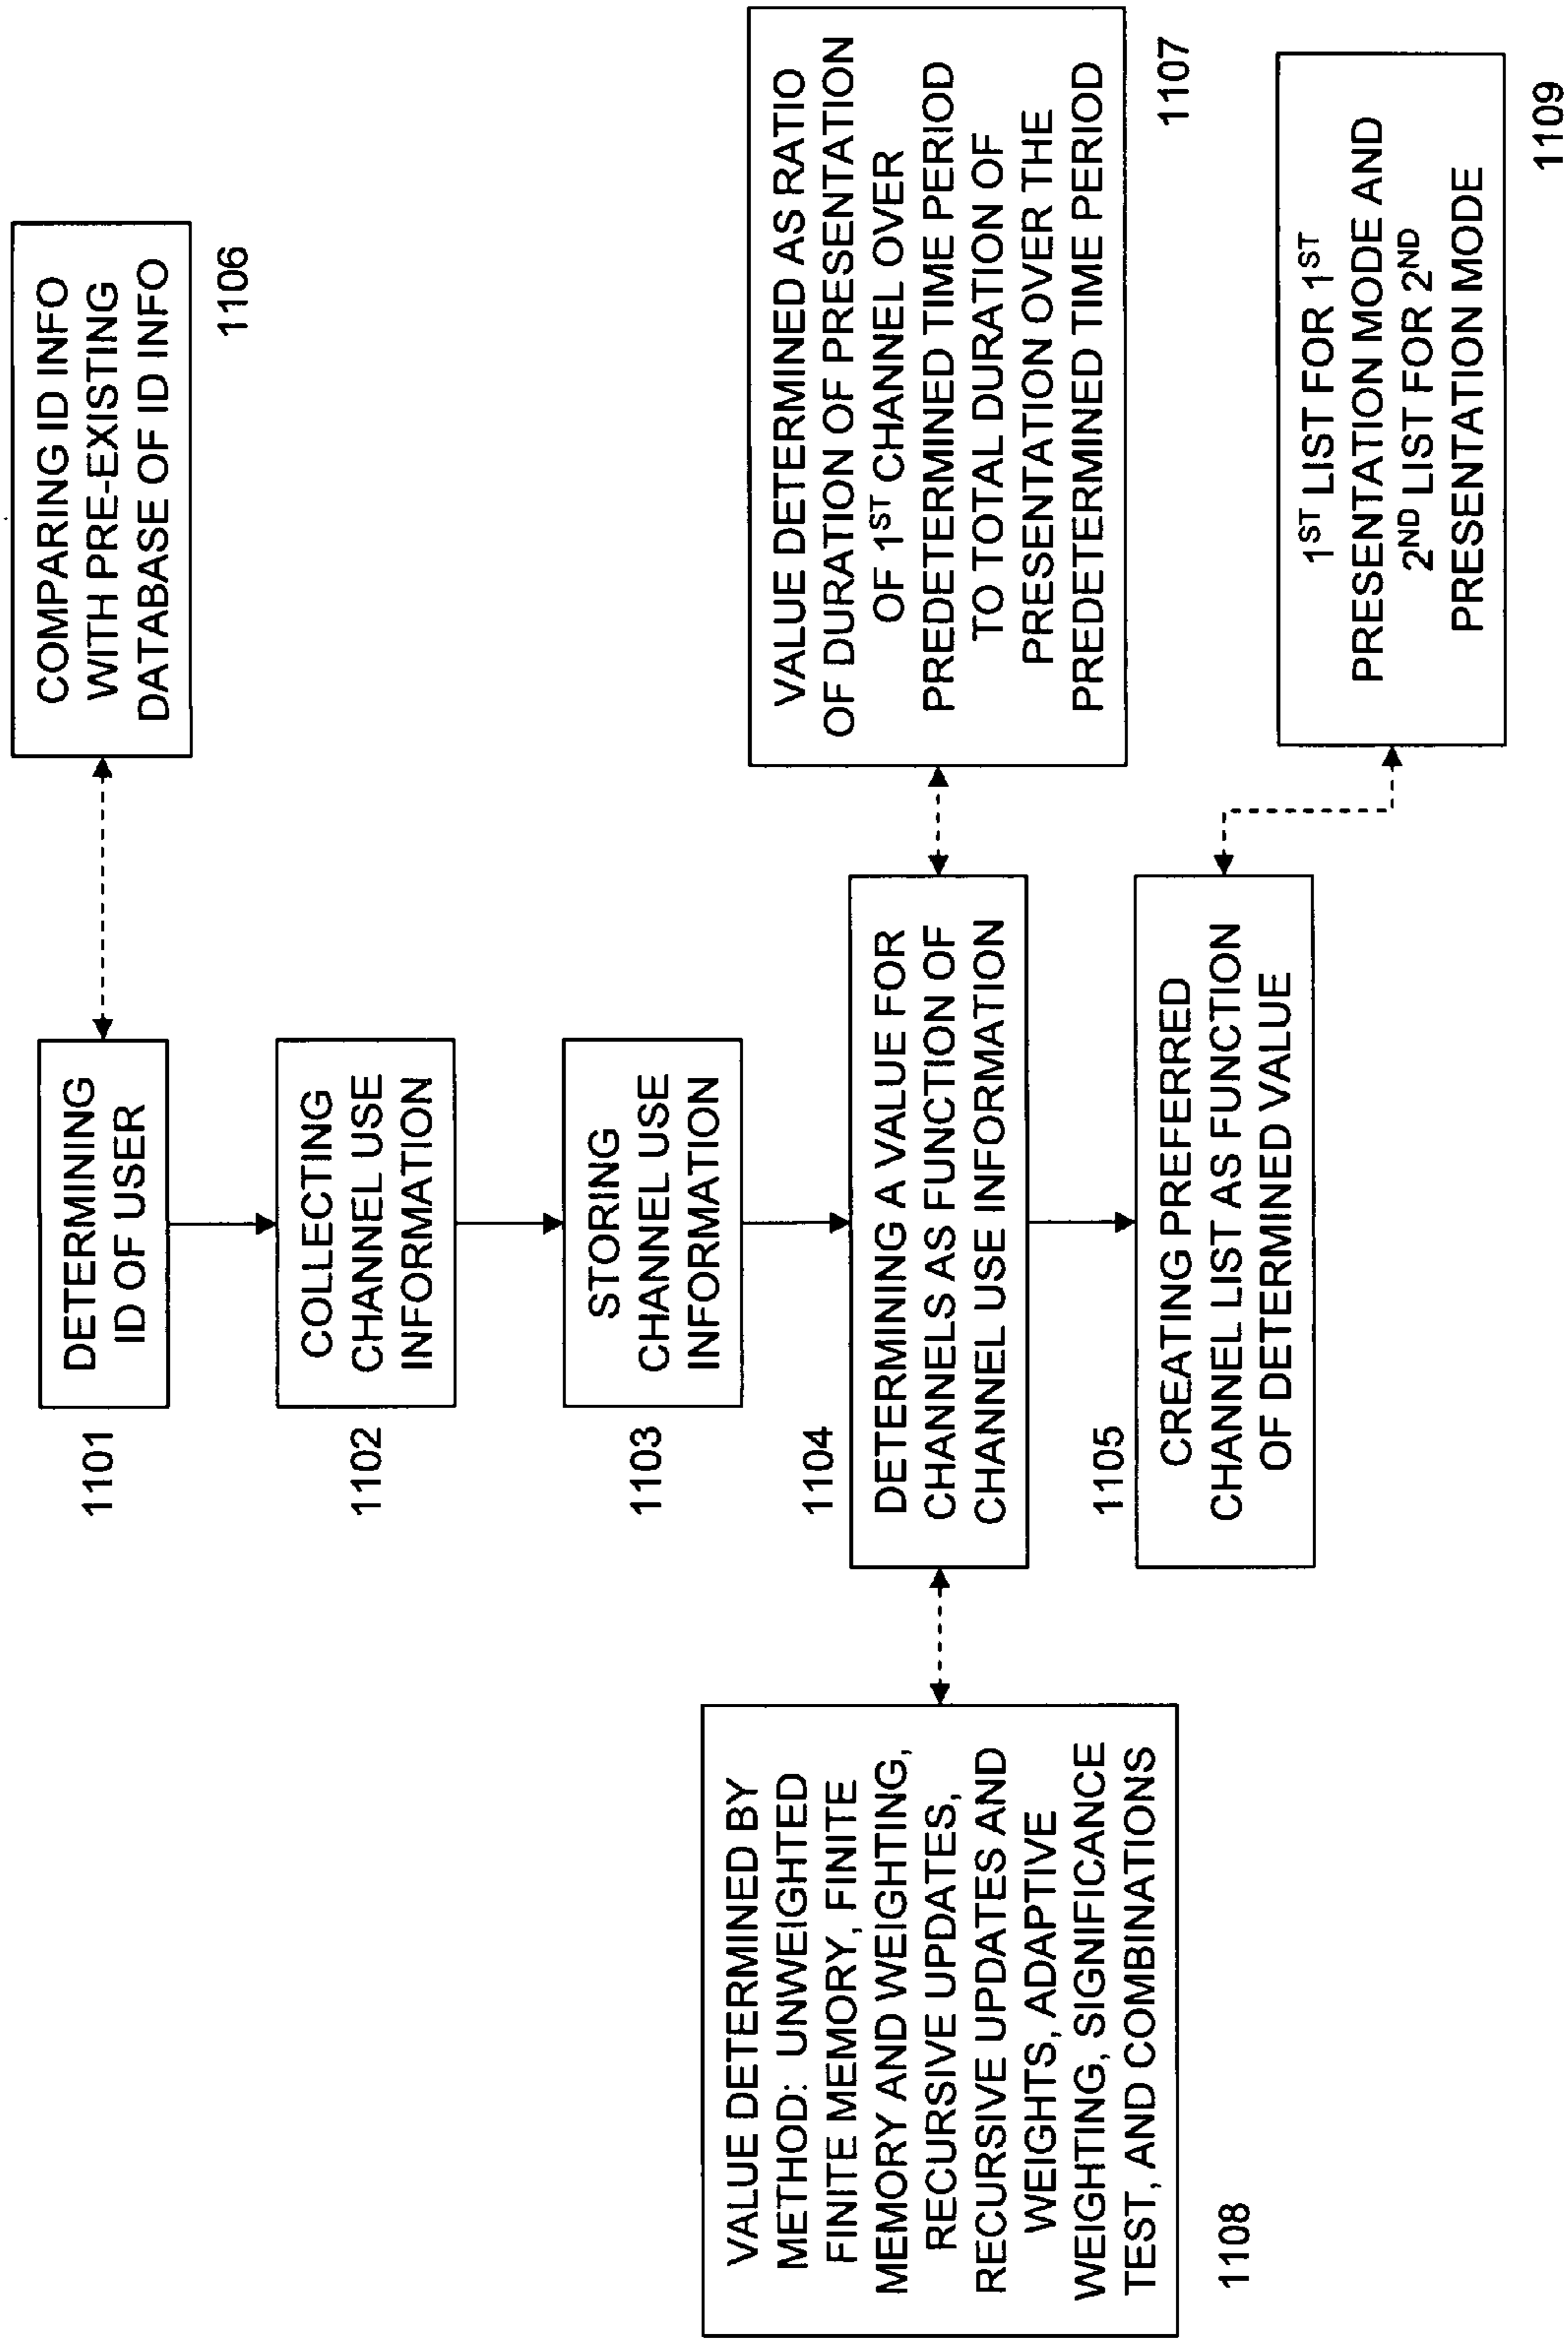 DETERMINING
ID OF USER
1101
COMPARING ID INFO
WITH PRE-EXISTING
DATABASE OF ID INFO
1106
COLLECTING
CHANNEL USE
INFORMATION
1102
STORING
CHANNEL USE
INFORMATION
1103
VALUE DETERMINED BY
METHOD: UNWEIGHTED
FINITE MEMORY, FINITE
MEMORY AND WEIGHTING,
RECURSIVE UPDATES,
RECURSIVE UPDATES AND
WEIGHTS, ADAPTIVE
WEIGHTING, SIGNIFICANCE
TEST, AND COMBINATIONS
1108
1104
DETERMINING A VALUE FOR
CHANNELS AS FUNCTION OF
CHANNEL USE INFORMATION
VALUE DETERMINED AS RATIO
OF DURATION OF PRESENTATION
OF 1ST CHANNEL OVER
PREDETERMINED TIME PERIOD
TO TOTAL DURATION OF
PRESENTATION OVER THE
PREDETERMINED TIME PERIOD
1107
1105
CREATING PREFERRED
CHANNEL LIST AS FUNCTION
OF DETERMINED VALUE
1ST LIST FOR 1ST
PRESENTATION MODE AND
2ND LIST FOR 2ND
PRESENTATION MODE
1109